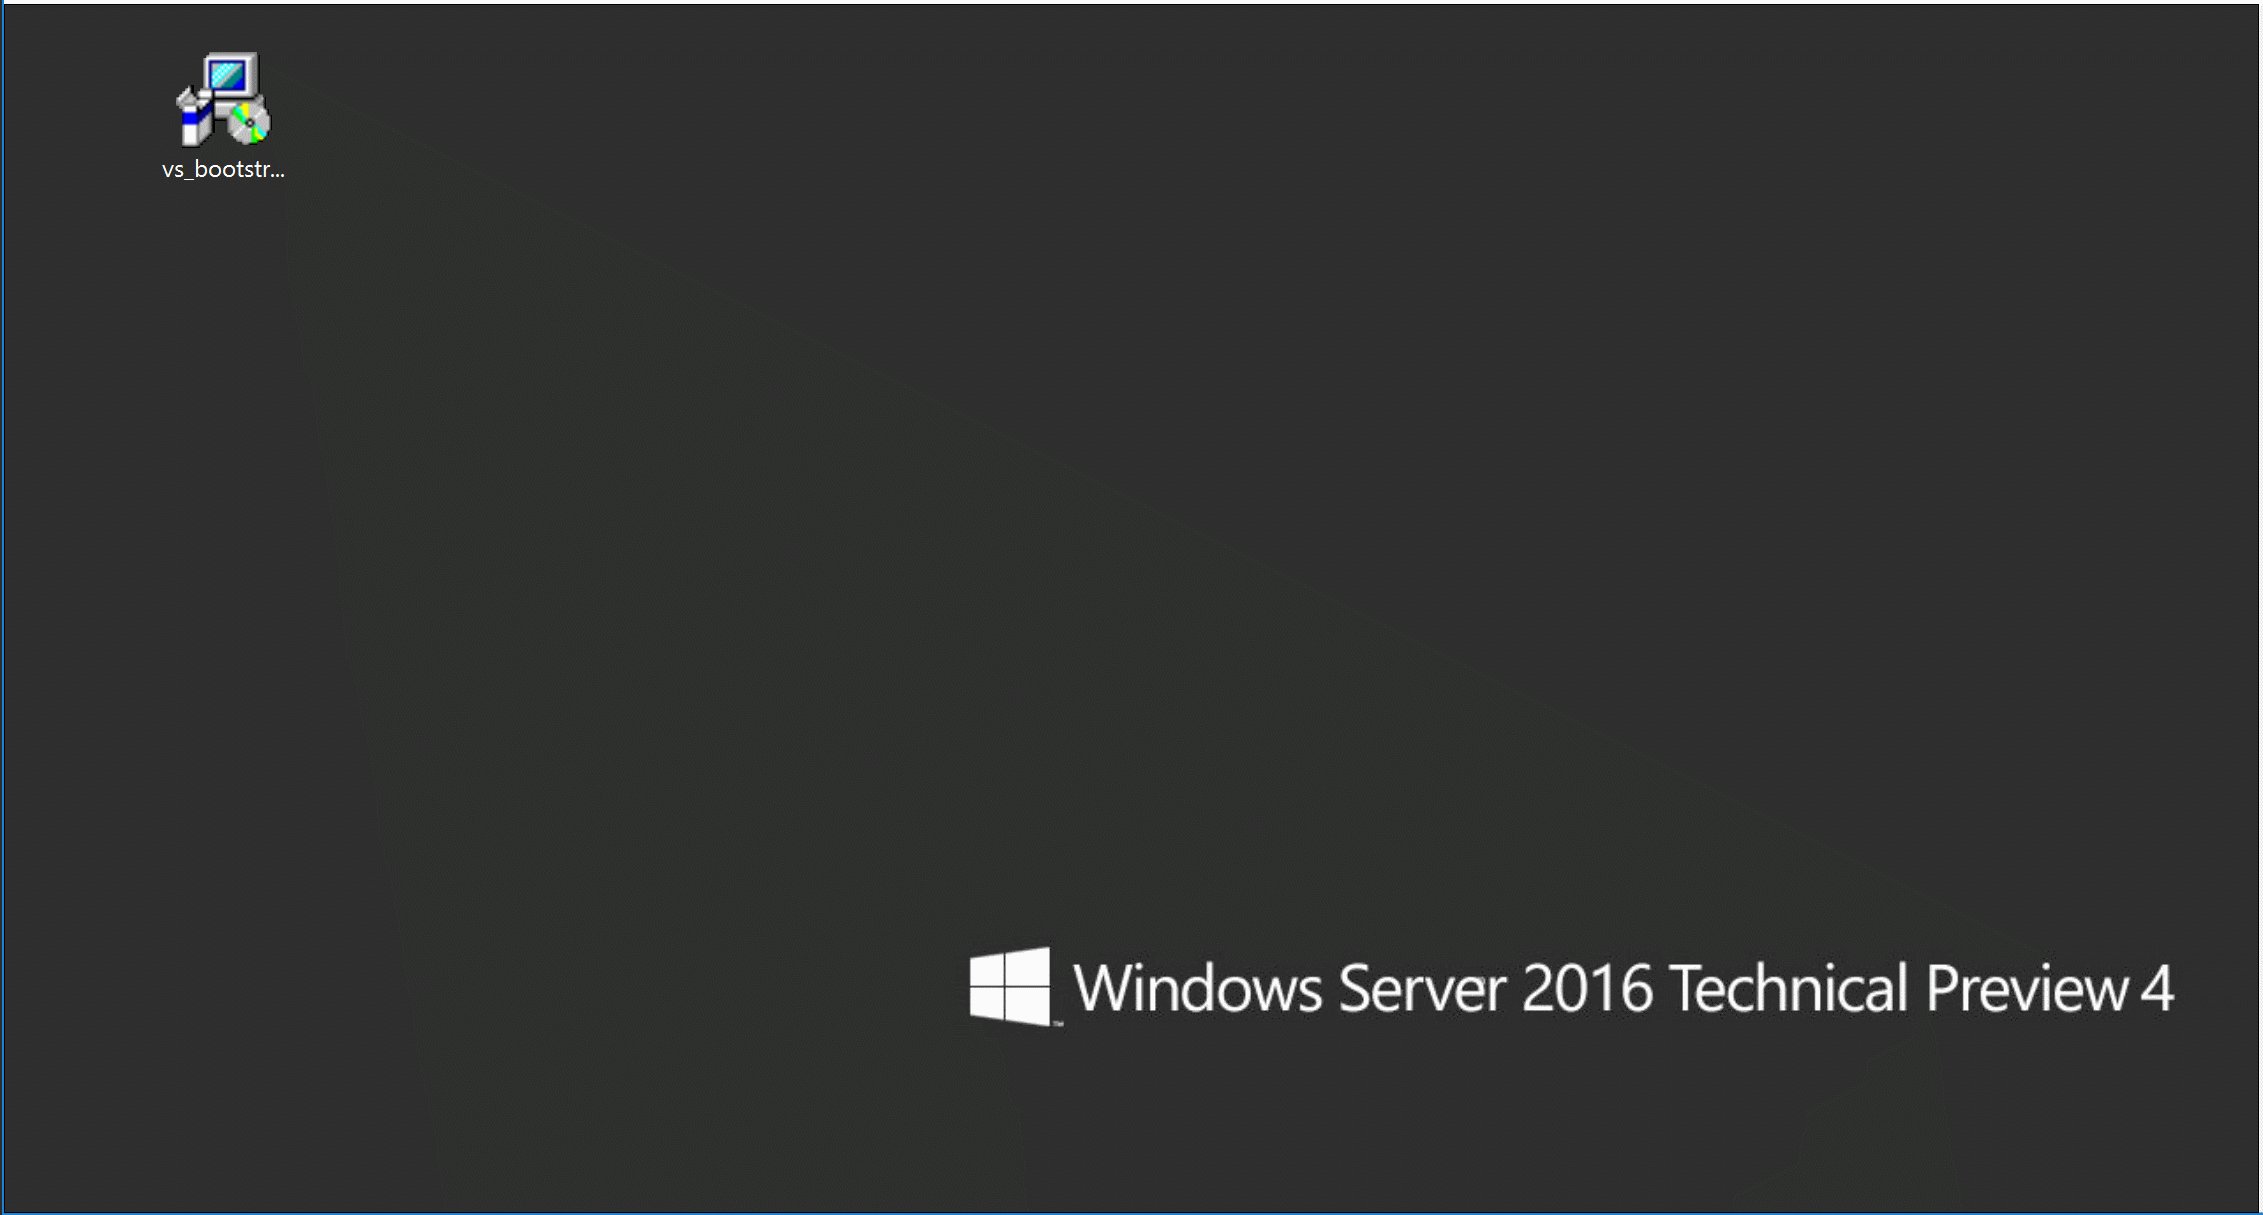 vs_bootstr...
Windows Server 2016 Technical Preview 4